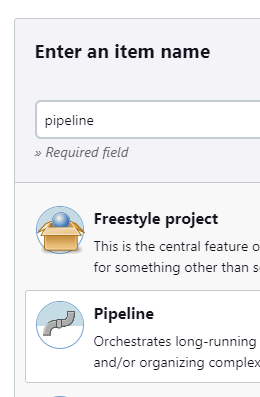 Enter an item name
pipeline
» Required field
Freestyle project
This is the central feature o
for something other than s
Pipeline
Orchestrates long-running
and/or organizing complex